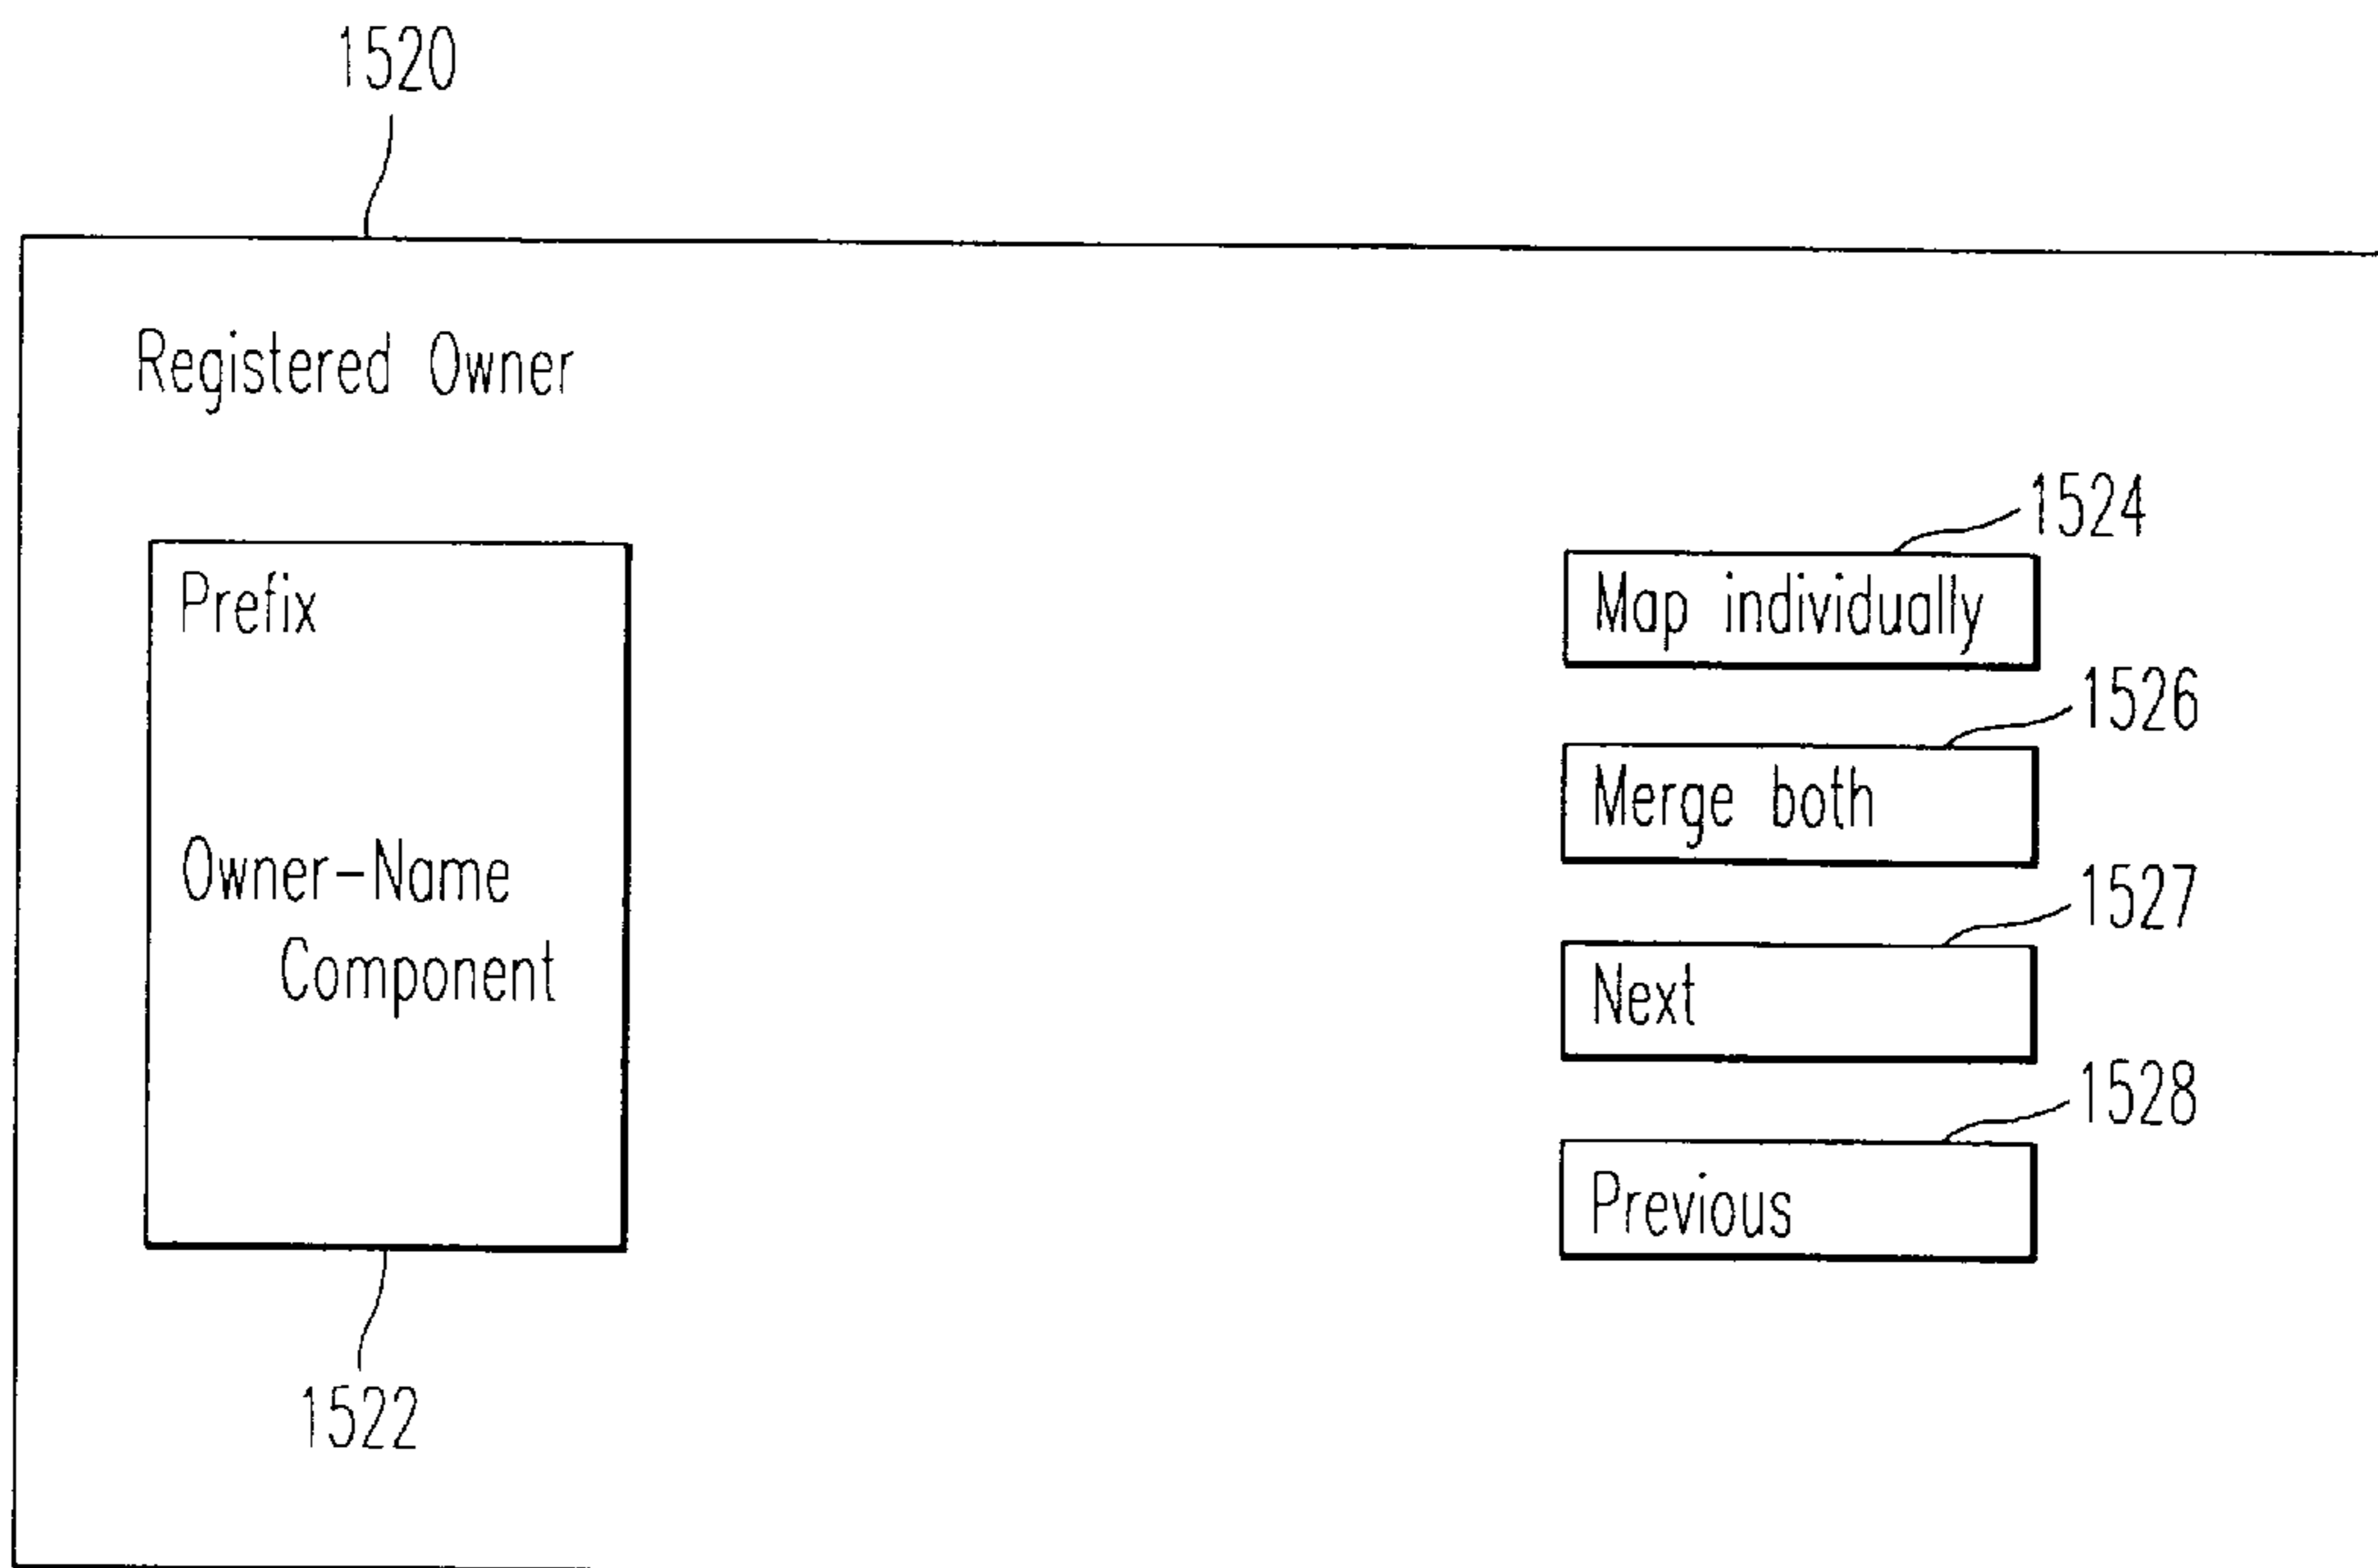 1520
Registered Owner
Prefix
Owner-Name
Component
1522
1524
Map individually
1526
Merge both
1527
Next
1528
Previous